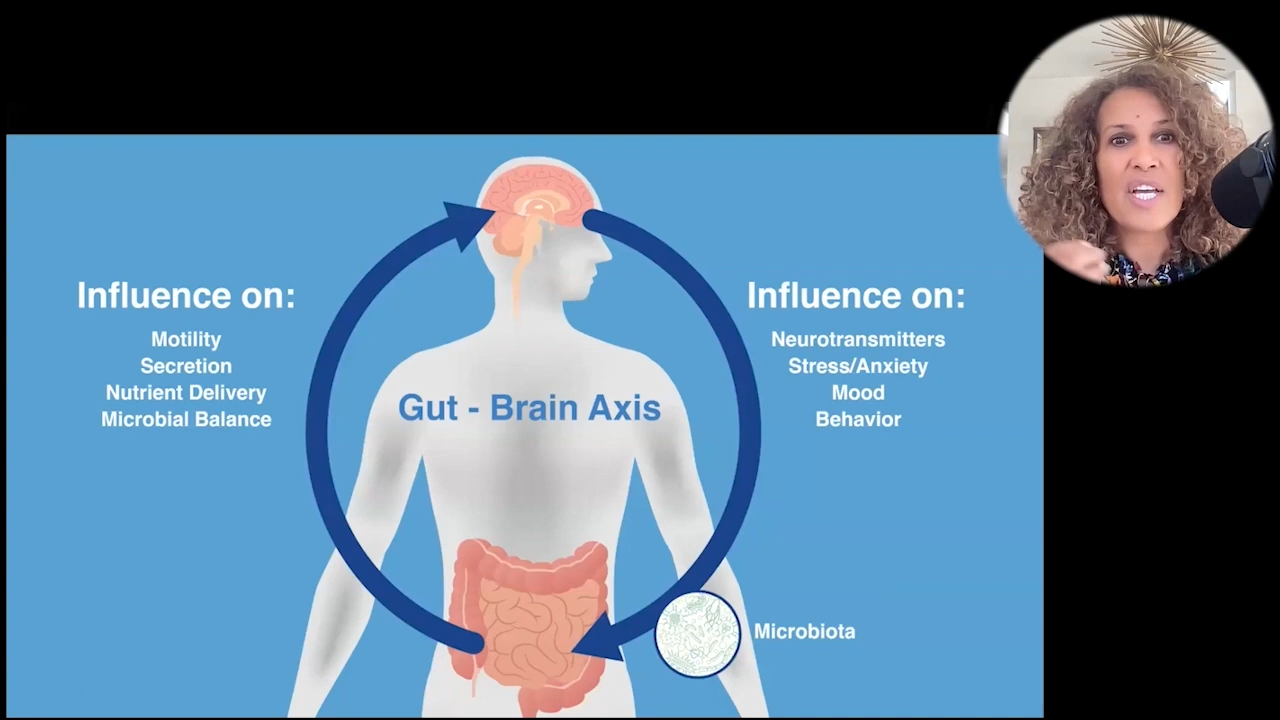 Influence on:
Motility
Secretion
Nutrient Delivery
Microbial Balance
Gut - Brain Axis
Influence on:
Neurotransmitters
Stress/Anxiety
Mood
Behavior
Microbiota